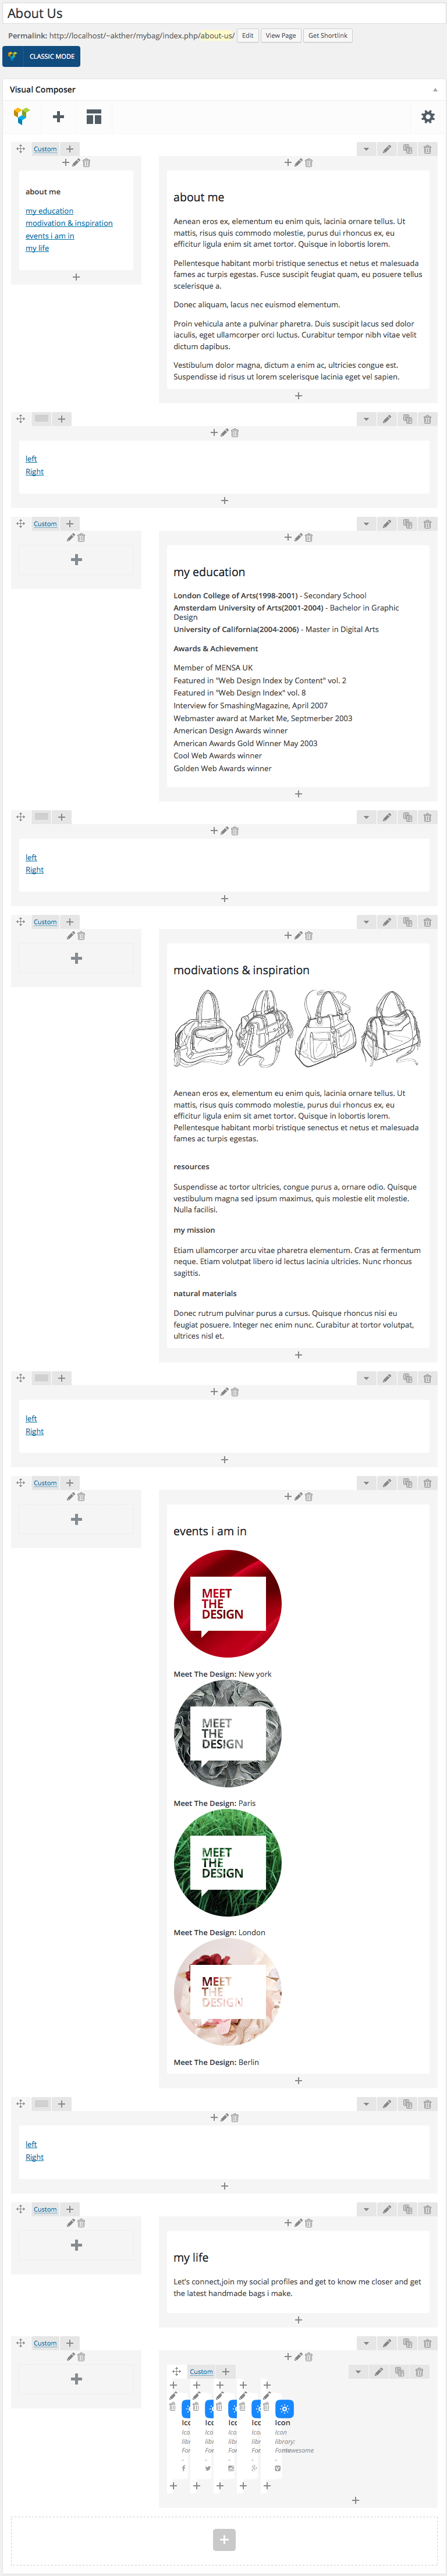 About Us
Permalink: http://localhost/~akther/mybag/index.php/about-us/ Edit View Page Get Shortlink
CLASSIC MODE
Visual Composer
Custom
about me
my education
modivation & inspiration
events i am in
my life
about me
Aenean eros ex, elementum eu enim quis, lacinia ornare tellus. Ut
mattis, risus quis commodo molestie, purus dui rhoncus ex, eu
efficitur ligula enim sit amet tortor. Quisque in lobortis lorem.
Pellentesque habitant morbi tristique senectus et netus et malesuada
fames ac turpis egestas. Fusce suscipit feugiat quam, eu posuere tellus
scelerisque a.
Donec aliquam, lacus nec euismod elementum.
Proin vehicula ante a pulvinar pharetra. Duis suscipit lacus sed dolor
iaculis, eget ullamcorper orci luctus. Curabitur tempor nibh vitae velit
dictum dapibus.
Vestibulum dolor magna, dictum a enim ac, ultricies congue est.
Suspendisse id risus ut lorem scelerisque lacinia eget vel sapien.
left
Right
Custom
my education
London College of Arts(1998-2001) - Secondary School
Amsterdam University of Arts(2001-2004) - Bachelor in Graphic
Design
University of California(2004-2006) - Master in Digital Arts
Awards & Achievement
Member of MENSA UK
Featured in "Web Design Index by Content" vol. 2
Featured in "Web Design Index" vol. 8
Interview for SmashingMagazine, April 2007
Webmaster award at Market Me, Septmerber 2003
American Design Awards winner
American Awards Gold Winner May 2003
Cool Web Awards winner
Golden Web Awards winner
left
Right
Custom
modivations & inspiration
Aenean eros ex, elementum eu enim quis, lacinia ornare tellus. Ut
mattis, risus quis commodo molestie, purus dui rhoncus ex, eu
efficitur ligula enim sit amet tortor. Quisque in lobortis lorem.
Pellentesque habitant morbi tristique senectus et netus et malesuada
fames ac turpis egestas.
resources
Suspendisse ac tortor ultricies, congue purus a, ornare odio. Quisque
vestibulum magna sed ipsum maximus, quis molestie elit molestie.
Nulla facilisi.
my mission
Etiam ullamcorper arcu vitae pharetra elementum. Cras at fermentum
neque. Etiam volutpat libero id lectus lacinia ultricies. Nunc rhoncus
sagittis.
natural materials
Donec rutrum pulvinar purus a cursus. Quisque rhoncus nisi eu
feugiat posuere. Integer nec enim nunc. Curabitur at tortor volutpat,
ultrices nisl et.
left
Right
Custom
events i am in
MEET
THE
DESIGN
Meet The Design: New york
MEET
THE
DESIGN
Meet The Design: Paris
MEET
THE
DESIGN
Meet The Design: London
MEET
THE
DESIGN
Meet The Design: Berlin
left
Right
Custom
my life
Let's connect,join my social profiles and get to know me closer and get
the latest handmade bags i make.
Custom
Custom
Icon
Icon
library: